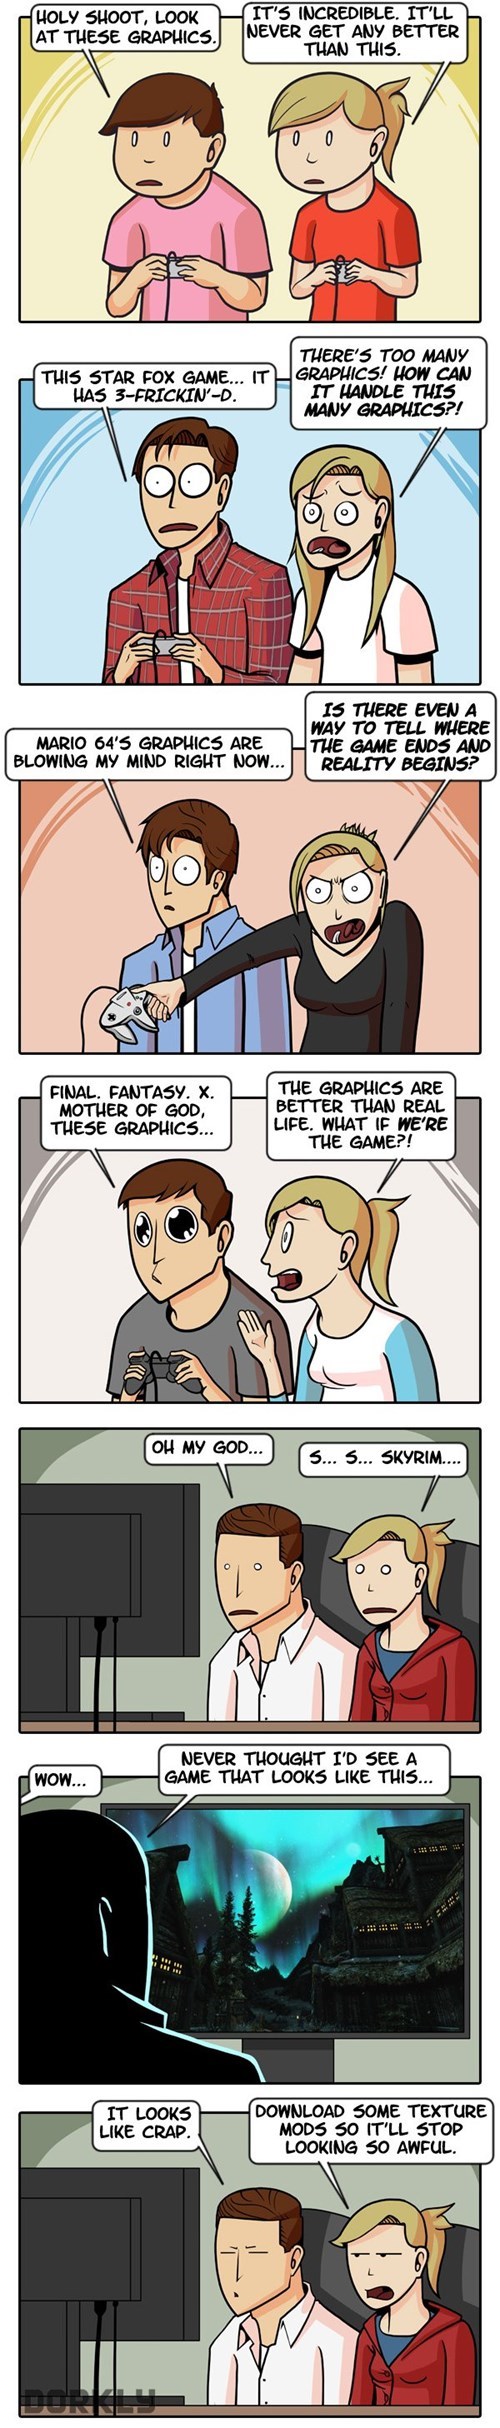 HOLY SHOOT, LOOK
AT THESE GRAPHICS.
IT'S INCREDIBLE. IT'LL
NEVER GET ANY BETTER
THAN THIS.
THIS STAR FOX GAME... IT
HAS 3-FRICKIN'-D.
THERE'S TOO MANY
GRAPHICS! HOW CAN
IT HANDLE THIS
MANY GRAPHICS?!
MARIO 64'S GRAPHICS ARE
BLOWING MY MIND RIGHT NOW...
IS THERE EVEN A
WAY TO TELL WHERE
THE GAME ENDS AND
REALITY BEGINS?
FINAL. FANTASY. X.
MOTHER OF GOD,
THESE GRAPHICS...
THE GRAPHICS ARE
BETTER THAN REAL
LIFE. WHAT IF WE'RE
THE GAME?!
OH MY GOD...
S... S... SKYRIM....
WOW...
NEVER THOUGHT I'D SEE A
GAME THAT LOOKS LIKE THIS...
IT LOOKS
LIKE CRAP.
DOWNLOAD SOME TEXTURE
MODS SO IT'LL STOP
LOOKING SO AWFUL.
DORKLY